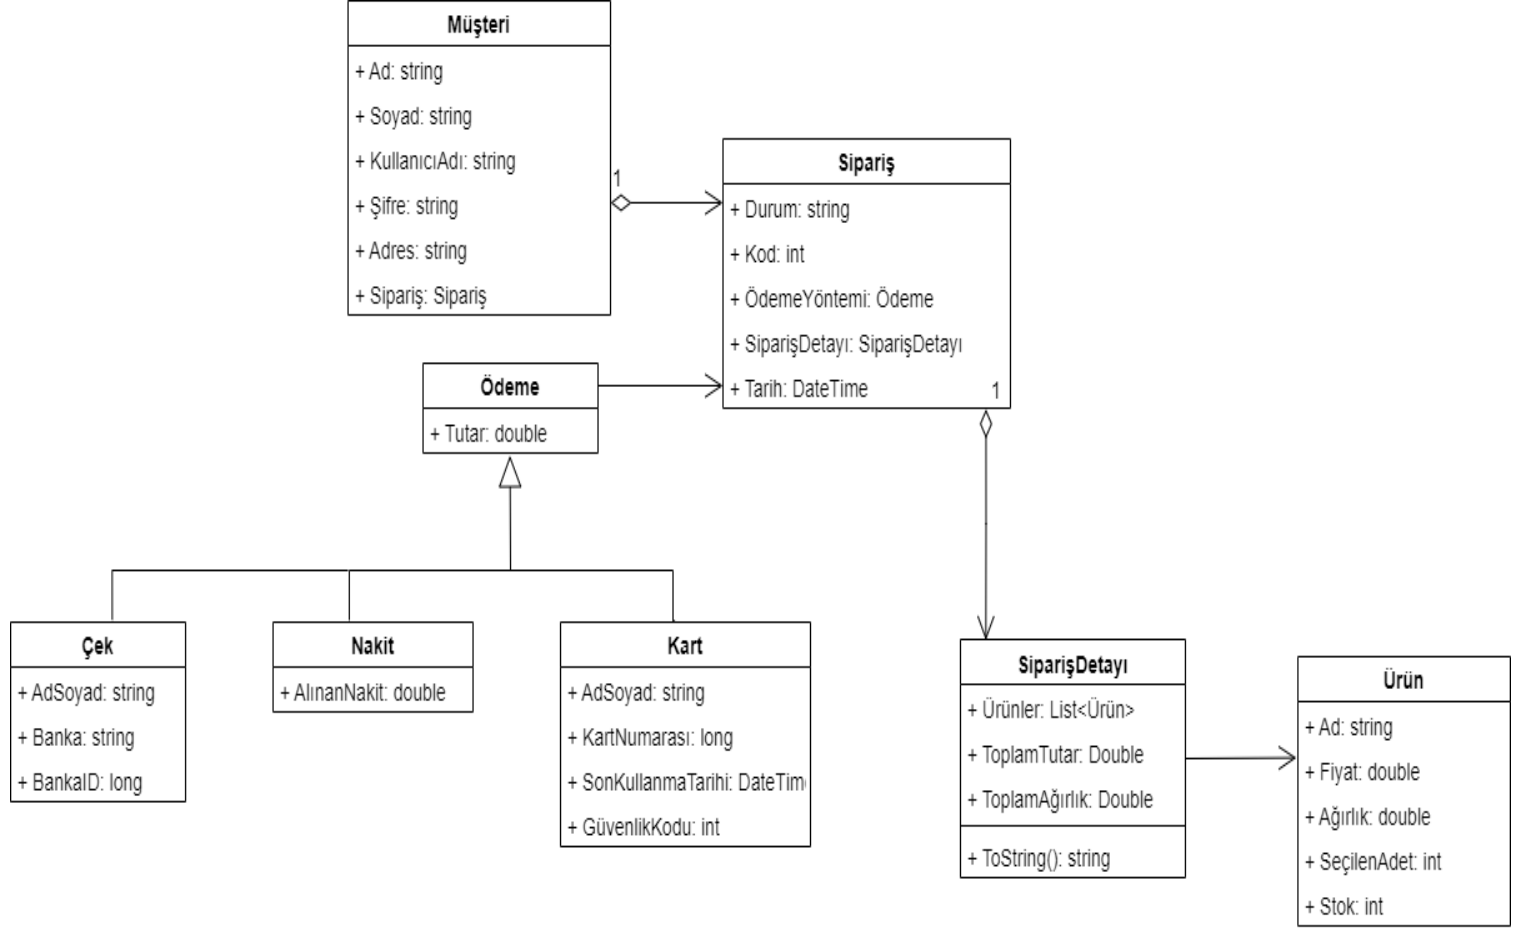 Müşteri
+ Ad: string
+ Soyad: string
+ KullanıcıAdı: string
+ Şifre: string
+ Adres: string
+ Sipariş: Sipariş
1
Sipariş
+ Durum: string
+ Kod: int
+ ÖdemeYöntemi: Ödeme
+ SiparişDetayı: SiparişDetayı
+ Tarih: DateTime
1
Ödeme
+ Tutar: double
Çek
+ AdSoyad: string
+ Banka: string
+ BankaID: long
Nakit
+ AlınanNakit: double
Kart
+ AdSoyad: string
+ KartNumarası: long
+ SonKullanmaTarihi: DateTim
+ GüvenlikKodu: int
SiparişDetayı
+ Ürünler: List<Ürün>
+ ToplamTutar: Double
+ ToplamAğırlık: Double
+ ToString(): string
Ürün
+ Ad: string
+ Fiyat: double
+ Ağırlık: double
+ SeçilenAdet: int
+ Stok: int